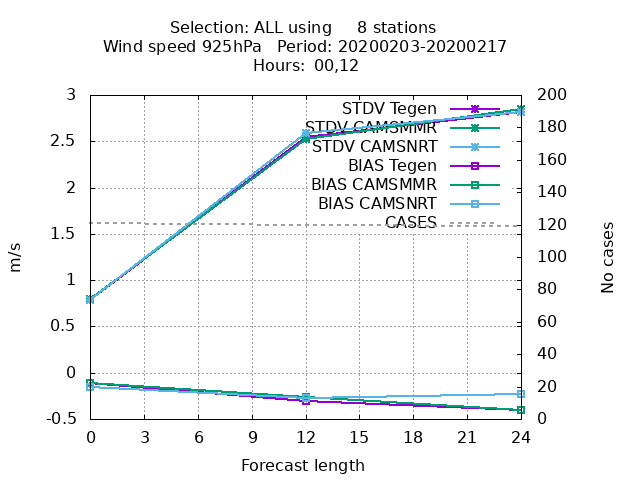 Selection: ALL using     8 stations
Wind speed 925hPa   Period: 20200203-20200217
Hours:  00,12
3
2.5
2
1.5
1
0.5
0
-0.5
m/s
STDV Tegen
STDV CAMSMMR
STDV CAMSNRT
BIAS Tegen
BIAS CAMSMMR
BIAS CAMSNRT
CASES
200
180
160
140
120
100
80
60
40
20
0
No cases
0 3 6 9 12 15 18 21 24
Forecast length